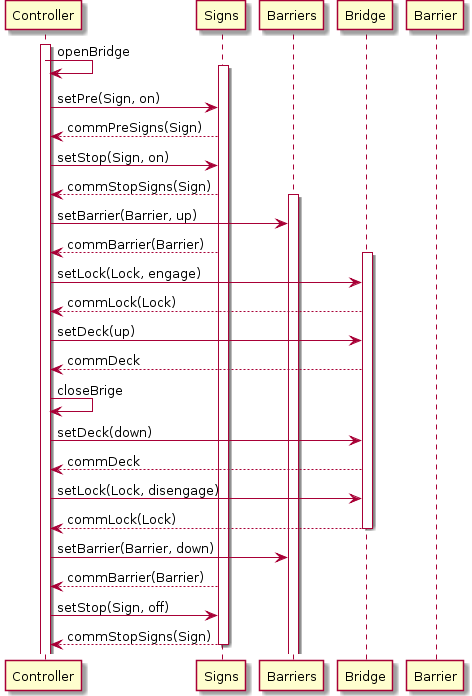 Controller Signs Barriers Bridge Barrier
openBridge
setPre(Sign, on)
commPreSigns(Sign)
setStop(Sign, on)
commStopSigns(Sign)
setBarrier(Barrier, up)
commBarrier(Barrier)
setLock(Lock, engage)
commLock(Lock)
setDeck(up)
commDeck
closeBrige
setDeck(down)
commDeck
setLock(Lock, disengage)
commLock(Lock)
setBarrier(Barrier, down)
commBarrier(Barrier)
setStop(Sign, off)
commStopSigns(Sign)
Controller Signs Barriers Bridge Barrier